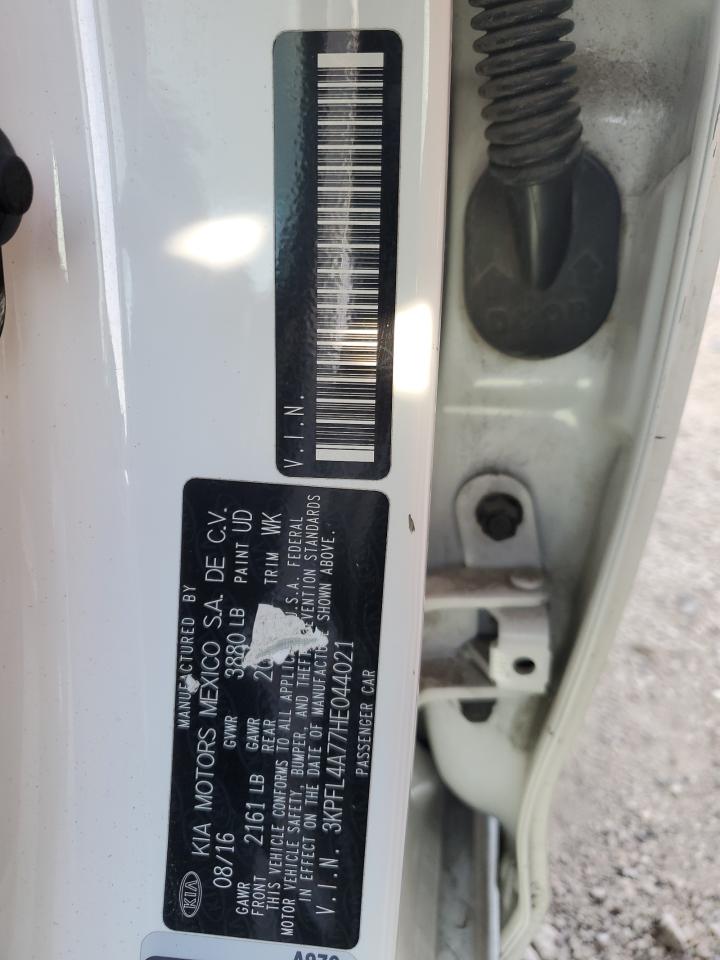 V.I.N.
KIA
MANUFACTURED BY
KIA MOTORS MEXICO S.A. DE C.V.
08/16 GVWR 3880 LB PAINT UD
GAWR FRONT 2161 LB GAWR REAR TRIM WK
THIS VEHICLE CONFORMS TO ALL U.S.A. FEDERAL
MOTOR VEHICLE SAFETY, BUMPER, AND THEFT STANDARDS
IN EFFECT ON THE DATE OF MANUFACTURE SHOWN ABOVE.
V.I.N. 3KPFL4A77HE044021
PASSENGER CAR
DOOR